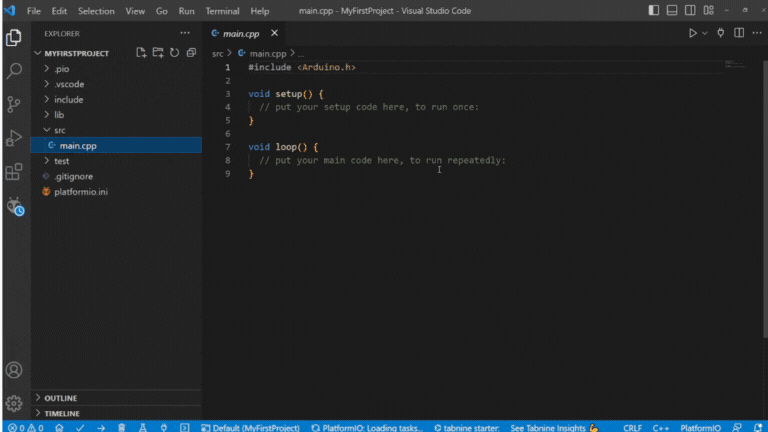 File Edit Selection View Go Run Terminal Help main.cpp - MyFirstProject - Visual Studio Code
EXPLORER
MYFIRSTPROJECT
.pio
.vscode
include
lib
src
main.cpp
test
.gitignore
platformio.ini
OUTLINE
TIMELINE
main.cpp
src > main.cpp > ...
1 #include <Arduino.h>
2
3 void setup() {
4 // put your setup code here, to run once:
5 }
6
7 void loop() {
8 // put your main code here, to run repeatedly:
9 }
0 0 Default (MyFirstProject) PlatformIO: Loading tasks... tabnine starter: See Tabnine Insights CRLF C++ PlatformIO